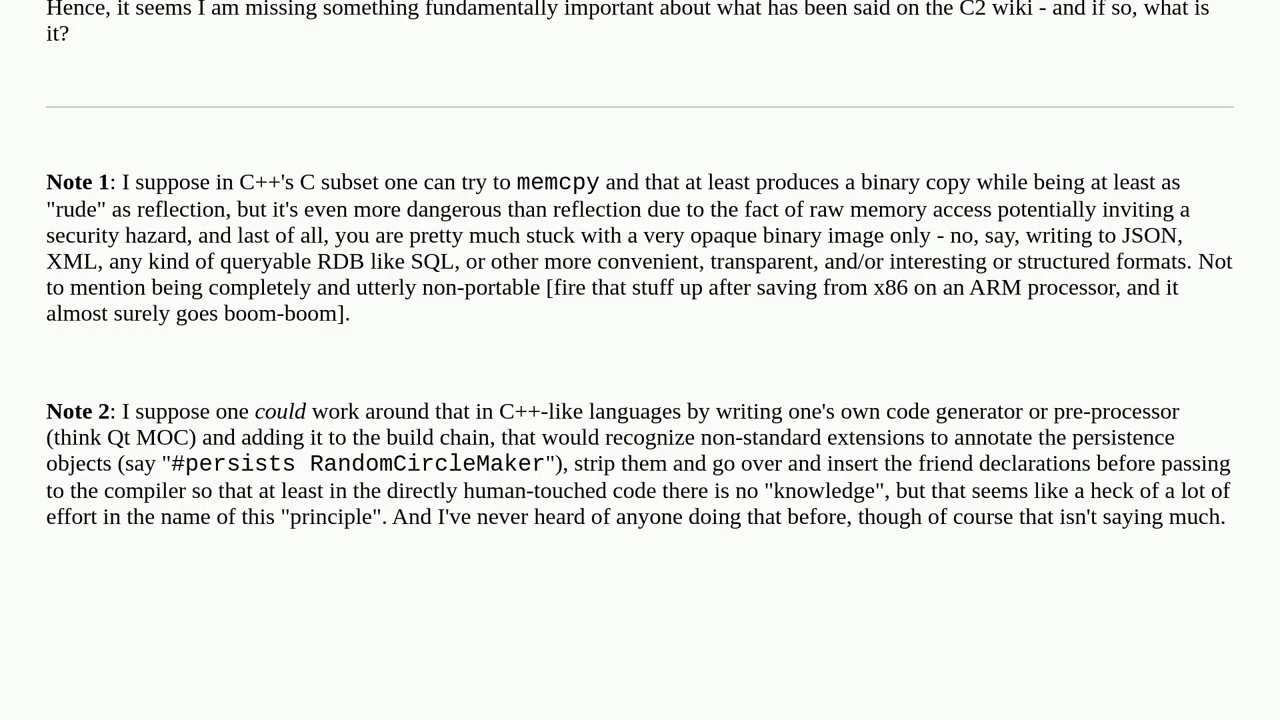 Hence, it seems I am missing something fundamentally important about what has been said on the C2 wiki - and if so, what is
it?
Note 1: I suppose in C++'s C subset one can try to memcpy and that at least produces a binary copy while being at least as
"rude" as reflection, but it's even more dangerous than reflection due to the fact of raw memory access potentially inviting a
security hazard, and last of all, you are pretty much stuck with a very opaque binary image only - no, say, writing to JSON,
XML, any kind of queryable RDB like SQL, or other more convenient, transparent, and/or interesting or structured formats. Not
to mention being completely and utterly non-portable [fire that stuff up after saving from x86 on an ARM processor, and it
almost surely goes boom-boom].
Note 2: I suppose one could work around that in C++-like languages by writing one's own code generator or pre-processor
(think Qt MOC) and adding it to the build chain, that would recognize non-standard extensions to annotate the persistence
objects (say "#persists RandomCircleMaker"), strip them and go over and insert the friend declarations before passing
to the compiler so that at least in the directly human-touched code there is no "knowledge", but that seems like a heck of a lot of
effort in the name of this "principle". And I've never heard of anyone doing that before, though of course that isn't saying much.